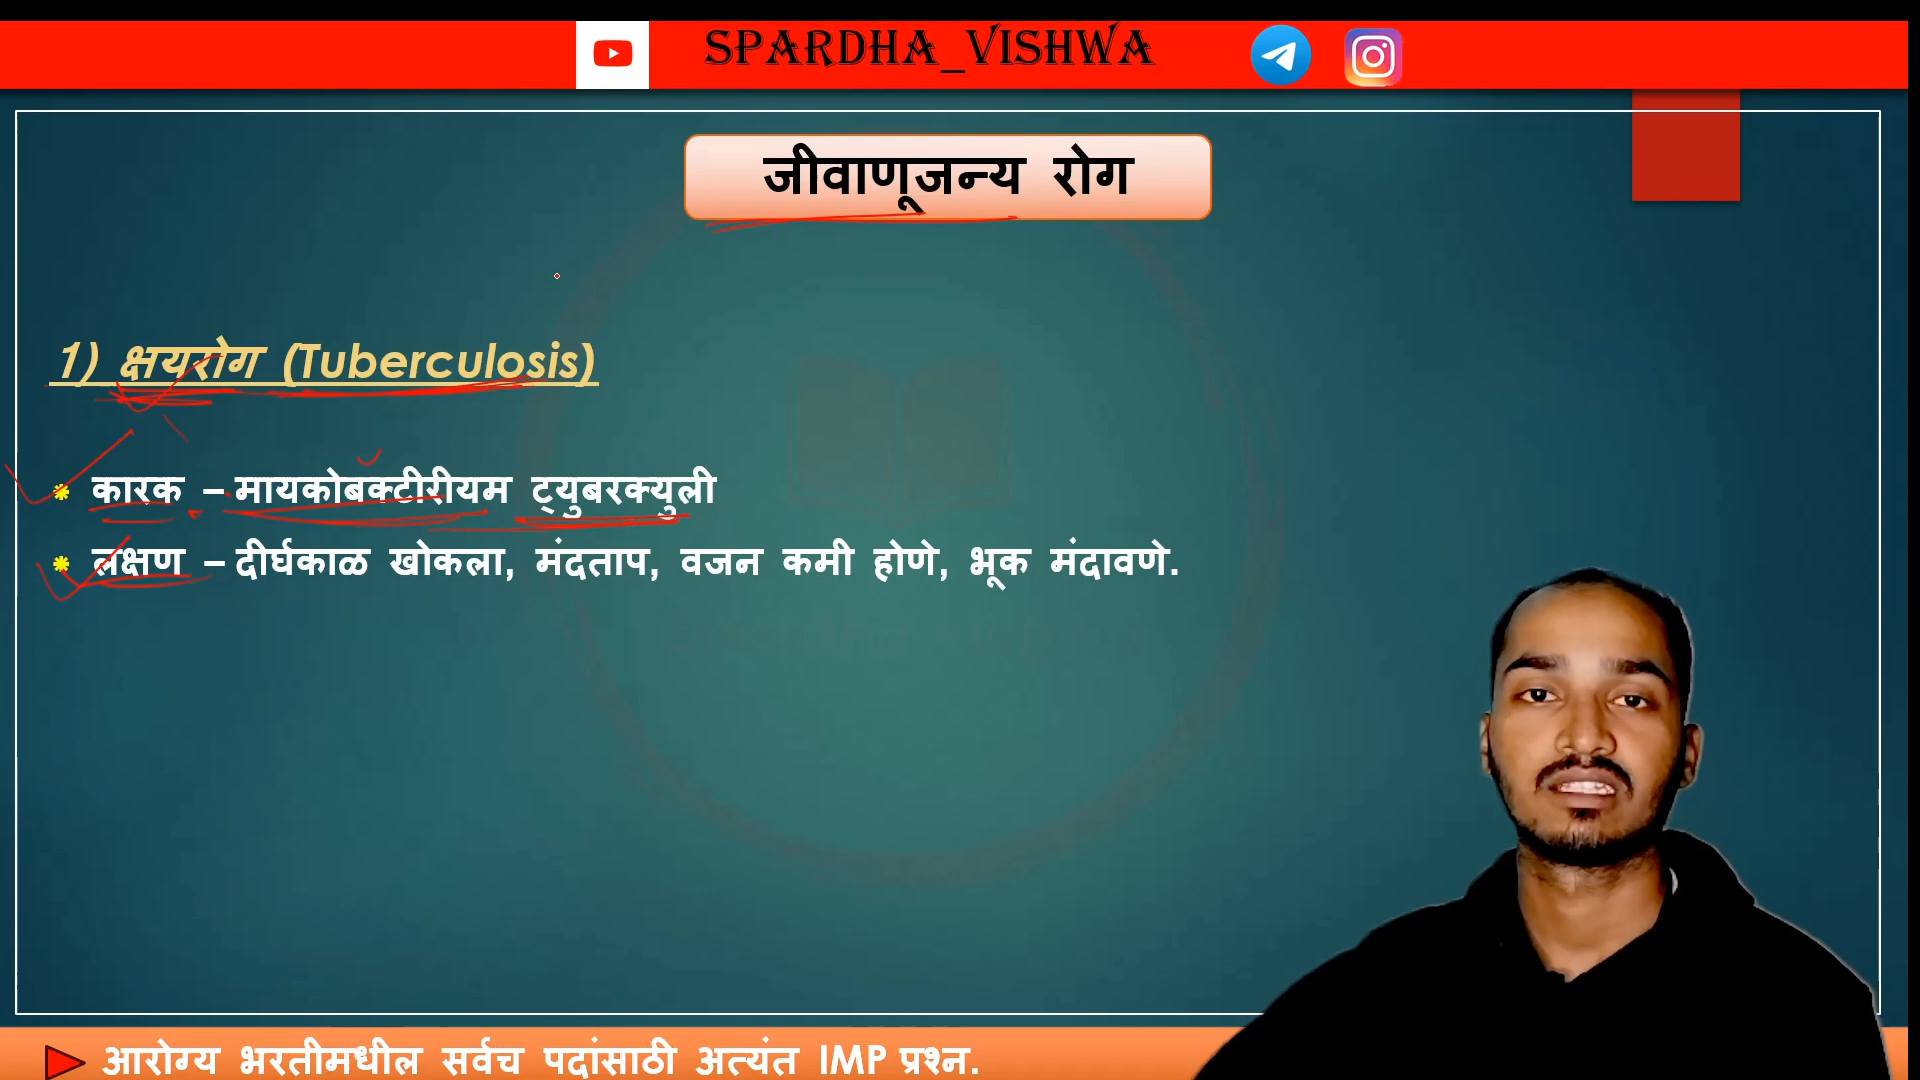 SPARDHA_VISHWA
जीवाणूजन्य रोग
1) क्षयरोग (Tuberculosis)
कारक – मायकोबक्टीरीयम ट्युबरक्युली
लक्षण – दीर्घकाळ खोकला, मंदताप, वजन कमी होणे, भूक मंदावणे.
आरोग्य भरतीमधील सर्वच पदांसाठी अत्यंत IMP प्रश्न.